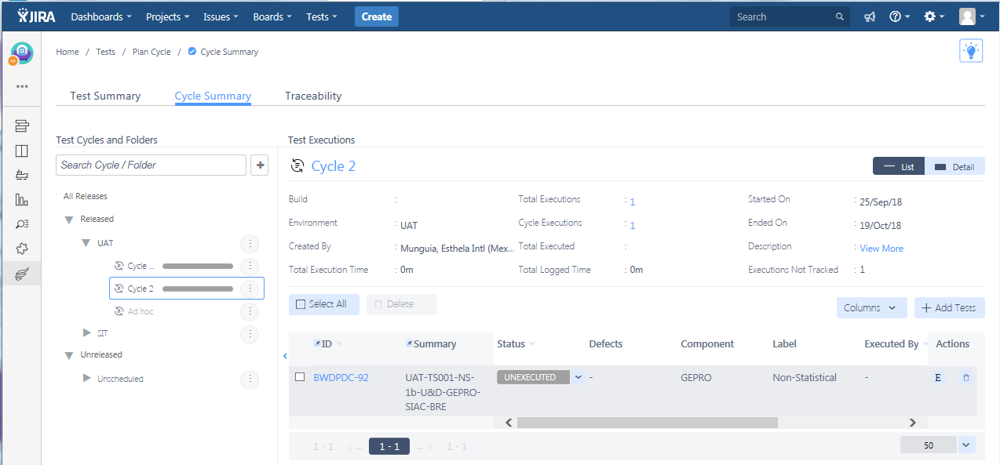 JIRA Dashboards Projects Issues Boards Tests Create Search
Home / Tests / Plan Cycle / Cycle Summary
Test Summary Cycle Summary Traceability
Test Cycles and Folders
Search Cycle / Folder
All Releases
Released
UAT
Cycle ...
Cycle 2
Ad hoc
SIT
Unreleased
Unscheduled
Test Executions
Cycle 2 List Detail
Build : Total Executions : 1 Started On : 25/Sep/18
Environment : UAT Cycle Executions : 1 Ended On : 19/Oct/18
Created By : Munguia, Esthela Intl (Mex... Total Executed : Description : View More
Total Execution Time : 0m Total Logged Time : 0m Executions Not Tracked : 1
Select All Delete Columns + Add Tests
ID Summary Status Defects Component Label Executed By Actions
BWDPDC-92 UAT-TS001-NS- UNEXECUTED - GEPRO Non-Statistical - E
1b-U&D-GEPRO-
SIAC-BRE
1 - 1 < ... 1 - 1 ... > 1 - 1 50